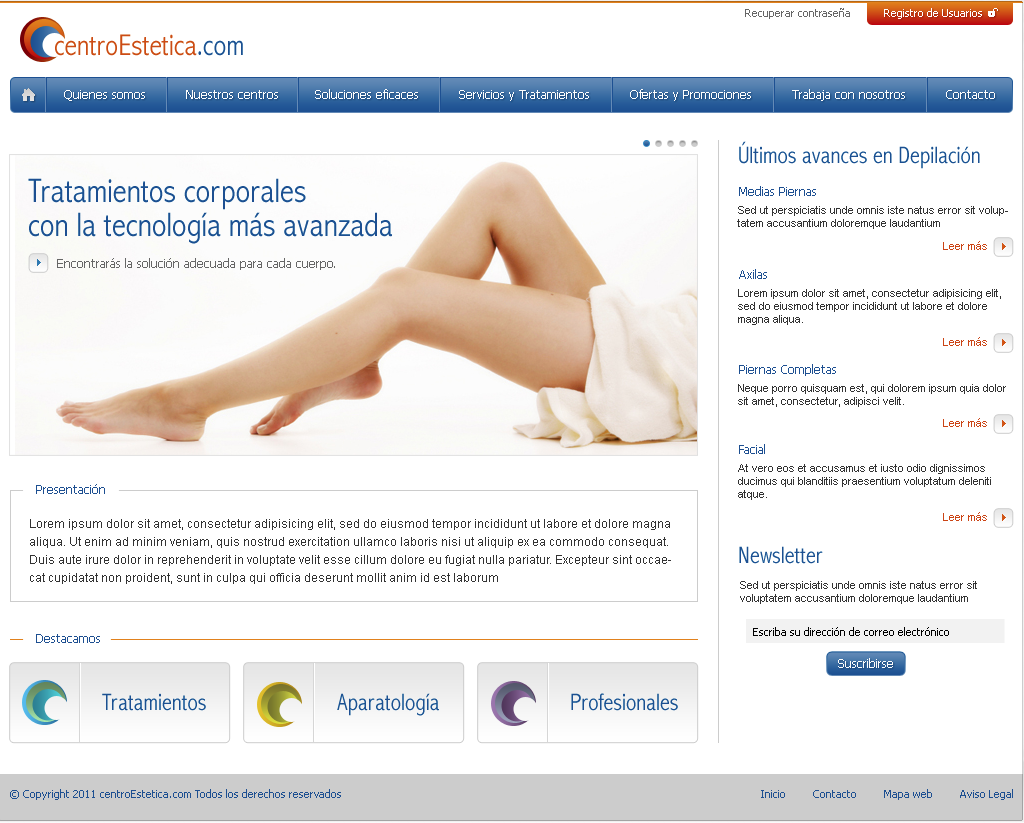 Recuperar contraseña
Registro de Usuarios
centroEstetica.com
Quienes somos
Nuestros centros
Soluciones eficaces
Servicios y Tratamientos
Ofertas y Promociones
Trabaja con nosotros
Contacto
Tratamientos corporales
con la tecnología más avanzada
Encontrarás la solución adecuada para cada cuerpo.
Presentación
Lorem ipsum dolor sit amet, consectetur adipisicing elit, sed do eiusmod tempor incididunt ut labore et dolore magna
aliqua. Ut enim ad minim veniam, quis nostrud exercitation ullamco laboris nisi ut aliquip ex ea commodo consequat.
Duis aute irure dolor in reprehenderit in voluptate velit esse cillum dolore eu fugiat nulla pariatur. Excepteur sint occae-
cat cupidatat non proident, sunt in culpa qui officia deserunt mollit anim id est laborum
Destacamos
Tratamientos
Aparatología
Profesionales
Últimos avances en Depilación
Medias Piernas
Sed ut perspiciatis unde omnis iste natus error sit volup-
tatem accusantium doloremque laudantium
Leer más
Axilas
Lorem ipsum dolor sit amet, consectetur adipisicing elit,
sed do eiusmod tempor incididunt ut labore et dolore
magna aliqua.
Leer más
Piernas Completas
Neque porro quisquam est, qui dolorem ipsum quia dolor
sit amet, consectetur, adipisci velit.
Leer más
Facial
At vero eos et accusamus et iusto odio dignissimos
ducimus qui blanditiis praesentium voluptatum deleniti
atque.
Leer más
Newsletter
Sed ut perspiciatis unde omnis iste natus error sit
voluptatem accusantium doloremque laudantium
Escriba su dirección de correo electrónico
Suscribirse
© Copyright 2011 centroEstetica.com Todos los derechos reservados
Inicio
Contacto
Mapa web
Aviso Legal